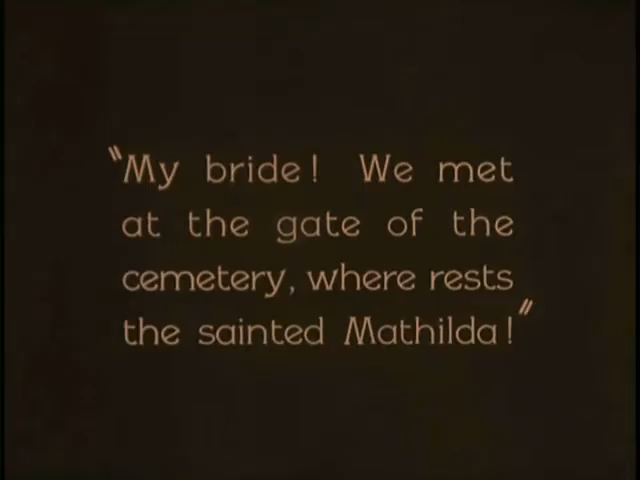 "My bride! We met
at the gate of the
cemetery, where rests
the sainted Mathilda!"